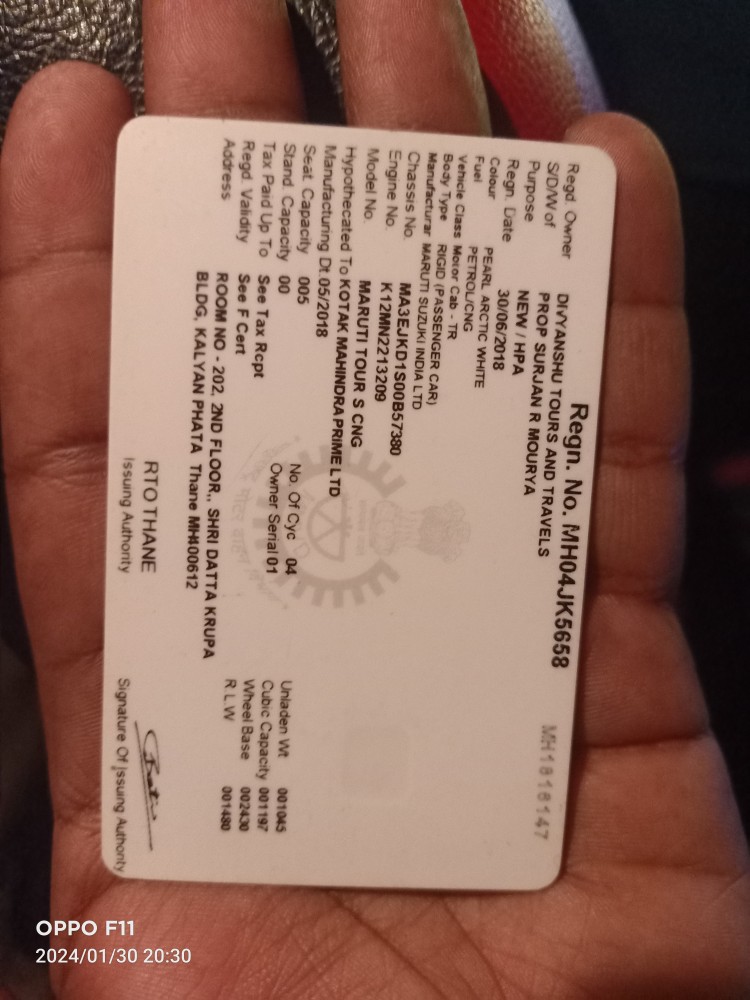 Regn. No. MH04JK5658 MH1818147
Regd. Owner DIVYANSHU TOURS AND TRAVELS
S/D/W of PROP SURJAN R MOURYA
Purpose NEW / HPA
Regn. Date 30/06/2018
Colour PEARL ARCTIC WHITE
Fuel PETROL/CNG
Vehicle Class Motor Cab - TR
Body Type RIGID (PASSENGER CAR)
Manufacturar MARUTI SUZUKI INDIA LTD
Chassis No. MA3EJKD1S00B57380
Engine No. K12MN2213209
Model No. MARUTI TOUR S CNG
Hypothecated To KOTAK MAHINDRA PRIME LTD
Manufacturing Dt. 05/2018
Seat. Capacity 005 No. Of Cyc 04 Unladen Wt 001045
Stand. Capacity 00 Owner Serial 01 Cubic Capacity 001197
Tax Paid Up To See Tax Rcpt Wheel Base 002430
Regd Validity See F Cert R L W 001480
Address ROOM NO - 202, 2ND FLOOR,, SHRI DATTA KRUPA
BLDG, KALYAN PHATA Thane MH400612
RTO THANE
Issuing Authority Signature Of Issuing Authority
OPPO F11
2024/01/30 20:30